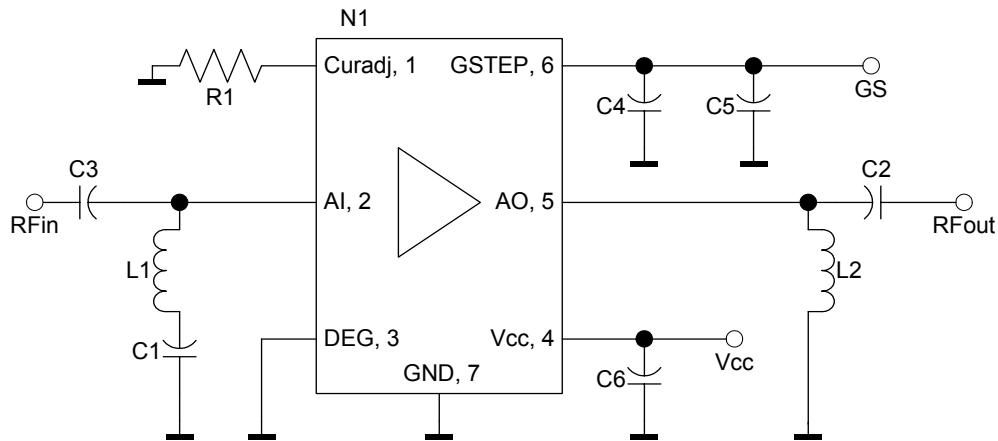 N1
Curadj, 1
GSTEP, 6
R1
C4
C5
GS
C3
C2
AI, 2
AO, 5
RFin
RFout
L1
L2
DEG, 3
Vcc, 4
C1
Vcc
GND, 7
C6